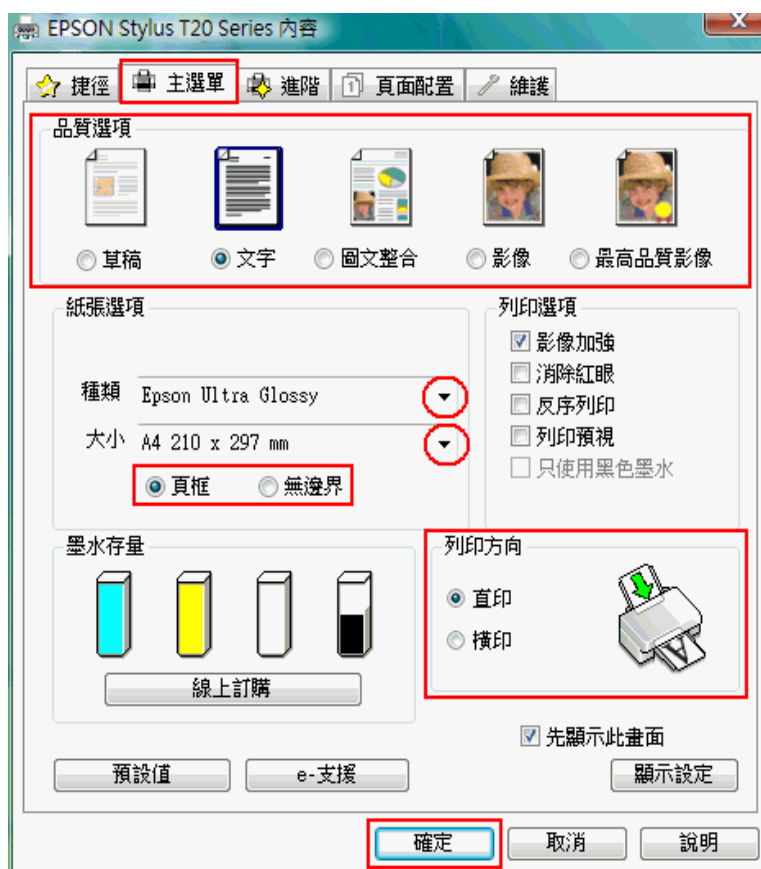 EPSON Stylus T20 Series 內容
捷徑 主選單 進階 頁面配置 維護
品質選項
草稿 文字 圖文整合 影像 最高品質影像
紙張選項
種類 Epson Ultra Glossy
大小 A4 210 x 297 mm
頁框 無邊界
列印選項
影像加強
消除紅眼
反序列印
列印預視
只使用黑色墨水
墨水存量
線上訂購
列印方向
直印
橫印
先顯示此畫面
預設值 e-支援 顯示設定
確定 取消 說明